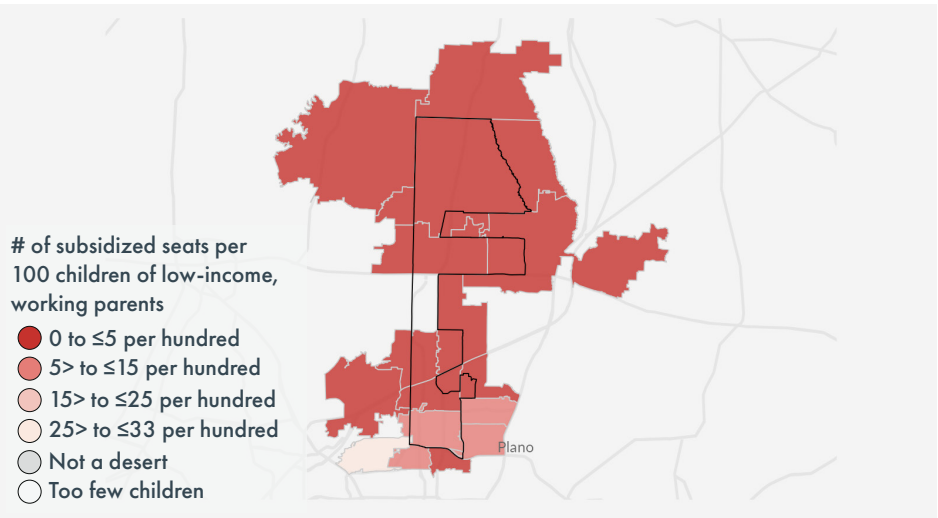 # of subsidized seats per
100 children of low-income,
working parents
0 to ≤5 per hundred
5> to ≤15 per hundred
15> to ≤25 per hundred
25> to ≤33 per hundred
Not a desert
Too few children
Plano